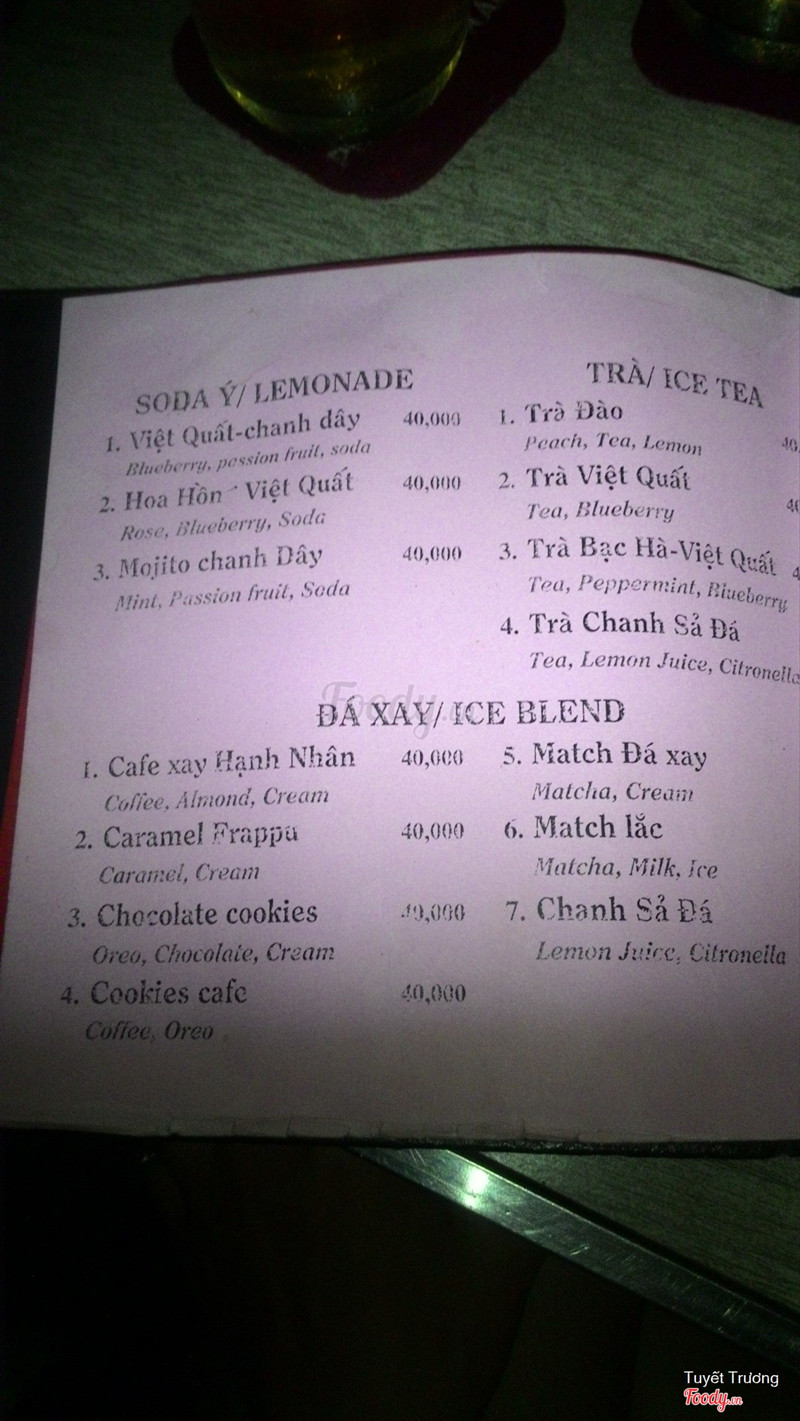 SODA Ý/ LEMONADE
1. Việt Quất-chanh dây 40,000
Blueberry, passion fruit, soda
2. Hoa Hồn Việt Quất 40,000
Rose, Blueberry, Soda
3. Mojito chanh Dây 40,000
Mint, Passion fruit, Soda
TRÀ/ ICE TEA
1. Trà Đào 40,
Peach, Tea, Lemon
2. Trà Việt Quất 40
Tea, Blueberry
3. Trà Bạc Hà-Việt Quất 4
Tea, Peppermint, Blueberry
4. Trà Chanh Sả Đá
Tea, Lemon Juice, Citronella
ĐÁ XAY/ ICE BLEND
1. Cafe xay Hạnh Nhân 40,000
Coffee, Almond, Cream
2. Caramel Frappu 40,000
Caramel, Cream
3. Chocolate cookies 40,000
Oreo, Chocolate, Cream
4. Cookies cafe 40,000
Coffee, Oreo
5. Match Đá xay
Matcha, Cream
6. Match lắc
Matcha, Milk, Ice
7. Chanh Sả Đá
Lemon Juice, Citronella
Foody.vn
Tuyết Trương
Foody.vn